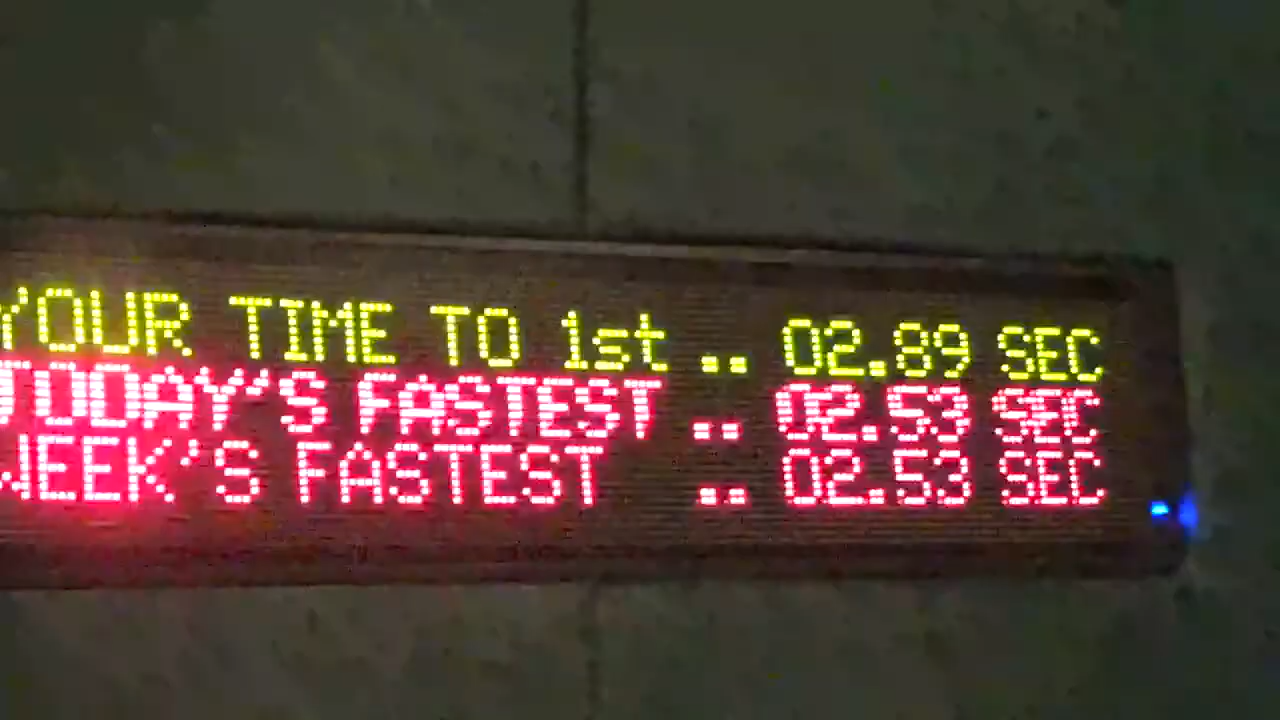 YOUR TIME TO 1st .. 02.89 SEC
TODAY'S FASTEST .. 02.53 SEC
WEEK'S FASTEST .. 02.53 SEC